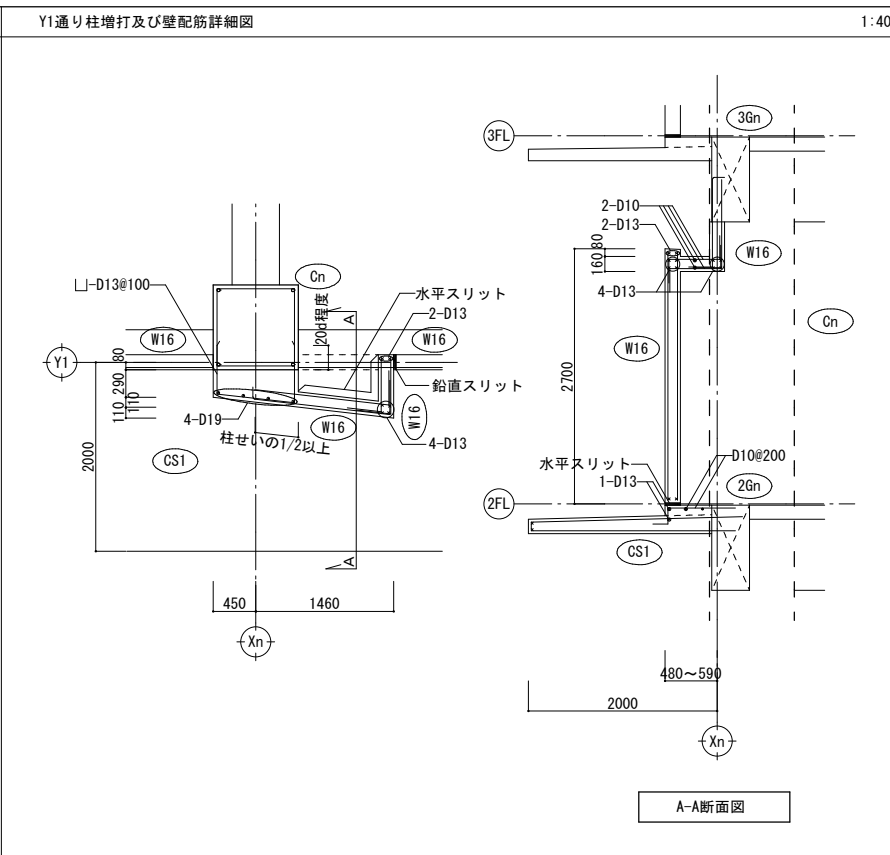 Y1通り柱増打及び壁配筋詳細図
1:40
Cn
⊔-D13@100
20d程度
A
水平スリット
2-D13
W16
W16
80
Y1
鉛直スリット
290
110
110
W16
W16
4-D19
4-D13
柱せいの1/2以上
CS1
2000
A
450
1460
Xn
3Gn
3FL
2-D10
2-D13
80
160
W16
4-D13
Cn
W16
2700
水平スリット
D10@200
1-D13
2Gn
2FL
CS1
480～590
2000
Xn
A-A断面図